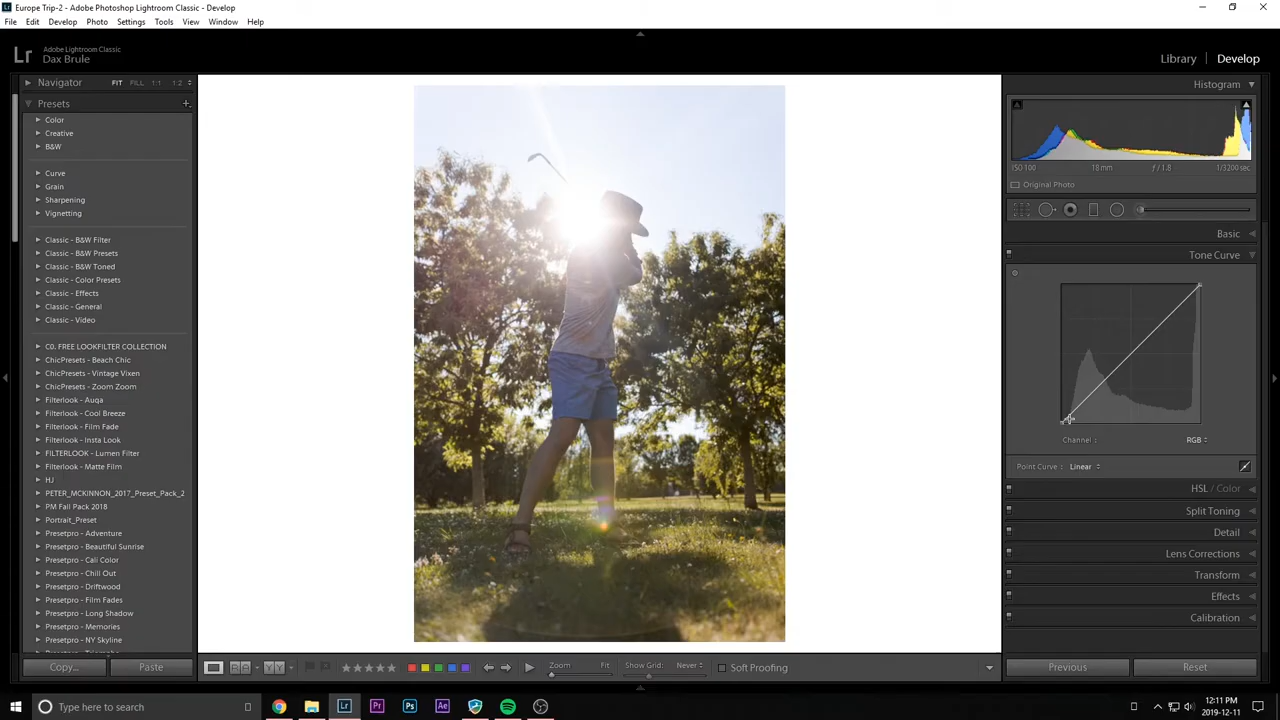 Europe Trip-2 - Adobe Photoshop Lightroom Classic - Develop
File Edit Develop Photo Settings Tools View Window Help
Lr Adobe Lightroom Classic
Dax Brule
Library | Develop
Navigator FIT FILL 1:1 1:2
Histogram
Presets +
Color
Creative
B&W
Curve
Grain
Sharpening
Vignetting
Classic - B&W Filter
Classic - B&W Presets
Classic - B&W Toned
Classic - Color Presets
Classic - Effects
Classic - General
Classic - Video
C0. FREE LOOKFILTER COLLECTION
ChicPresets - Beach Chic
ChicPresets - Vintage Vixen
ChicPresets - Zoom Zoom
Filterlook - Auqa
Filterlook - Cool Breeze
Filterlook - Film Fade
Filterlook - Insta Look
FILTERLOOK - Lumen Filter
Filterlook - Matte Film
HJ
PETER_MCKINNON_2017_Preset_Pack_2
PM Fall Pack 2018
Portrait_Preset
Presetpro - Adventure
Presetpro - Beautiful Sunrise
Presetpro - Cali Color
Presetpro - Chill Out
Presetpro - Driftwood
Presetpro - Film Fades
Presetpro - Long Shadow
Presetpro - Memories
Presetpro - NY Skyline
ISO 100 18 mm ƒ / 1.8 1/3200 sec
Original Photo
Basic
Tone Curve
Channel : RGB
Point Curve : Linear
HSL / Color
Split Toning
Detail
Lens Corrections
Transform
Effects
Calibration
Copy... Paste
Zoom Fit Show Grid: Never Soft Proofing
Previous Reset
Type here to search
Lr Pr Ps Ae
12:11 PM
2019-12-11